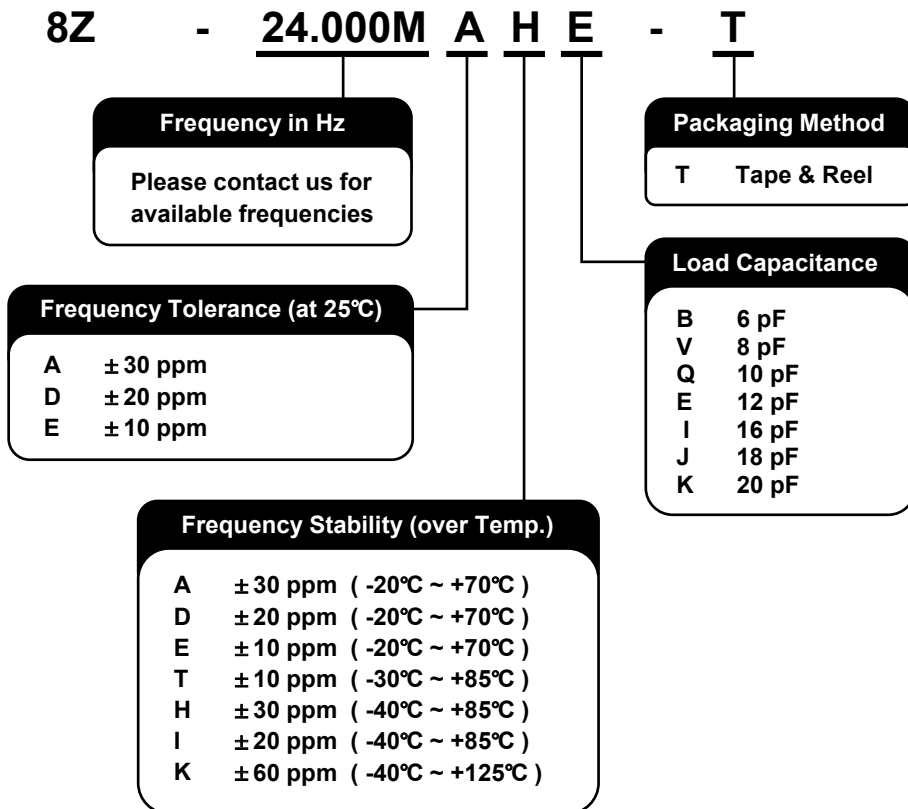 8Z - 24.000M A H E - T
Frequency in Hz
Please contact us for
available frequencies
Packaging Method
T Tape & Reel
Load Capacitance
B 6 pF
V 8 pF
Q 10 pF
E 12 pF
I 16 pF
J 18 pF
K 20 pF
Frequency Tolerance (at 25℃)
A ±30 ppm
D ±20 ppm
E ±10 ppm
Frequency Stability (over Temp.)
A ±30 ppm ( -20℃ ~ +70℃ )
D ±20 ppm ( -20℃ ~ +70℃ )
E ±10 ppm ( -20℃ ~ +70℃ )
T ±10 ppm ( -30℃ ~ +85℃ )
H ±30 ppm ( -40℃ ~ +85℃ )
I ±20 ppm ( -40℃ ~ +85℃ )
K ±60 ppm ( -40℃ ~ +125℃ )